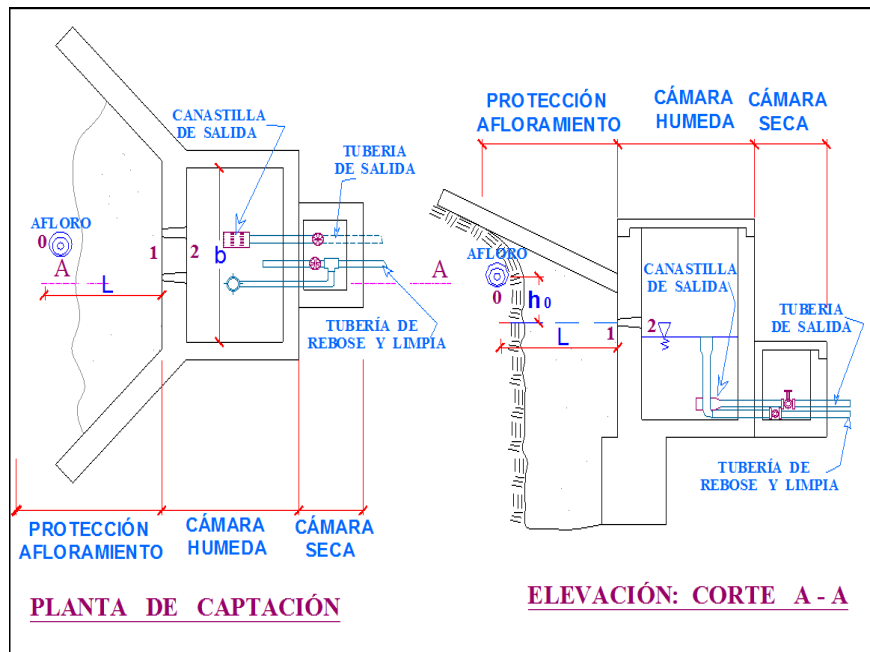 CANASTILLA
DE SALIDA
TUBERIA
DE SALIDA
AFLORO
0
A
L
1
2
b
A
TUBERÍA DE
REBOSE Y LIMPIA
PROTECCIÓN
AFLORAMIENTO
CÁMARA
HUMEDA
CÁMARA
SECA
PLANTA DE CAPTACIÓN
PROTECCIÓN
AFLORAMIENTO
CÁMARA
HUMEDA
CÁMARA
SECA
AFLORO
0
h0
L
1
2
CANASTILLA
DE SALIDA
TUBERIA
DE SALIDA
TUBERÍA DE
REBOSE Y LIMPIA
ELEVACIÓN: CORTE A - A